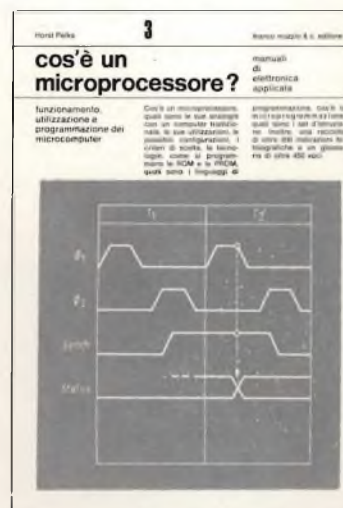 Horst Pelka
3
franco muzzio & c. editore
cos'è un
microprocessore?
manuali
di
elettronica
applicata
funzionamento,
utilizzazione e
programmazione dei
microcomputer
Cos'è un microprocessore,
quali sono le sue analogie
con un computer tradizio-
nale, le sue utilizzazioni, le
possibili configurazioni, i
criteri di scelta, le tecno-
logie, come si program-
mano le ROM e le PROM,
quali sono i linguaggi di
programmazione, cos'è la
microprogrammazione,
quali sono i set d'istruzio-
ne. Inoltre, una raccolta
di oltre 400 indicazioni bi-
bliografiche e un glossa-
rio di oltre 450 voci.
T1
T2
Φ1
Φ2
Synch
Status